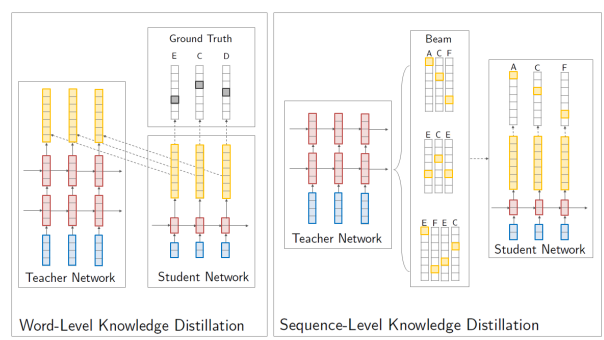 Ground Truth
E C D
Teacher Network
Student Network
Word-Level Knowledge Distillation
Beam
A C F
E C E
E F E C
Teacher Network
A C F
Student Network
Sequence-Level Knowledge Distillation